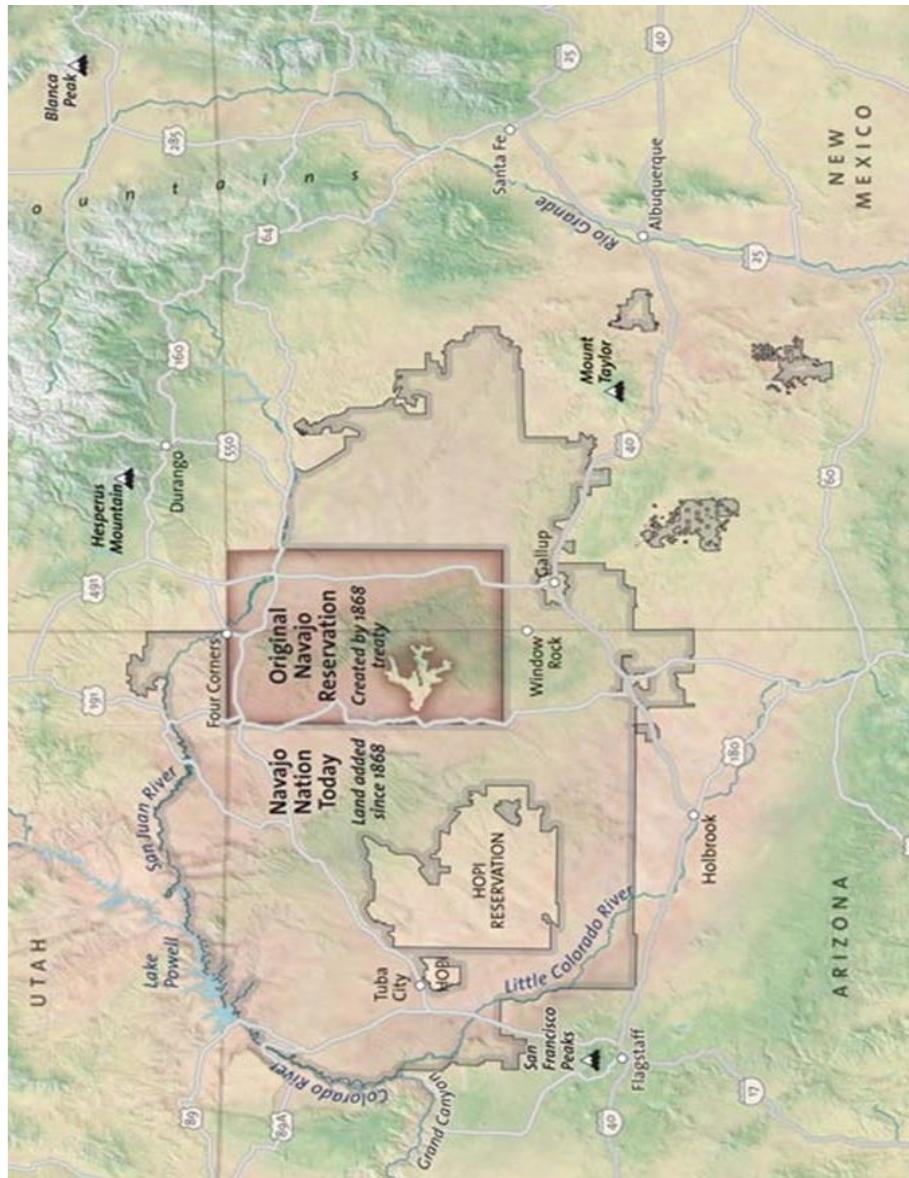 UTAH
Blanca
Peak
191
491
Hesperus
Mountain
o u n t a i n s
Lake
Powell
San Juan River
Durango
160
285
89
Four Corners
550
64
89A
Colorado River
Navajo
Nation
Today
Land added
since 1868
Original
Navajo
Reservation
Created by 1868
treaty
Tuba
City
HOPI
Grand Canyon
HOPI
RESERVATION
Little Colorado River
Santa Fe
25
San
Francisco
Peaks
Window
Rock
Gallup
Mount
Taylor
Rio Grande
Flagstaff
40
40
Albuquerque
40
Holbrook
180
17
25
60
ARIZONA
NEW
MEXICO